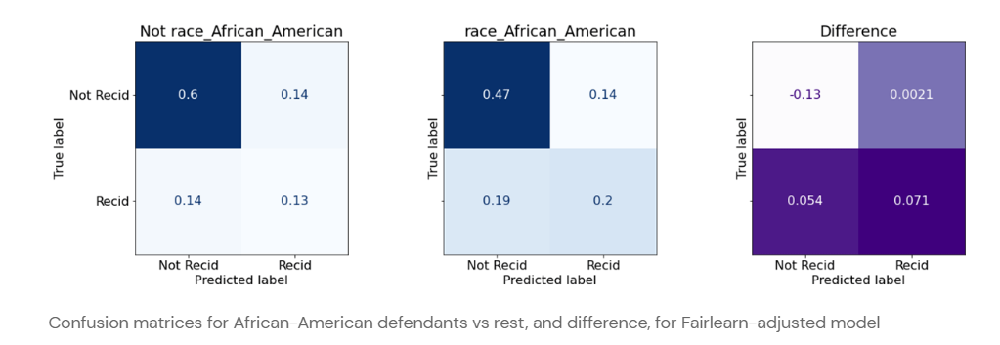 Not race_African_American race_African_American Difference
Not Recid 0.6 0.14 0.47 0.14 -0.13 0.0021
True label True label True label
Recid 0.14 0.13 0.19 0.2 0.054 0.071
Not Recid Recid Not Recid Recid Not Recid Recid
Predicted label Predicted label Predicted label
Confusion matrices for African-American defendants vs rest, and difference, for Fairlearn-adjusted model